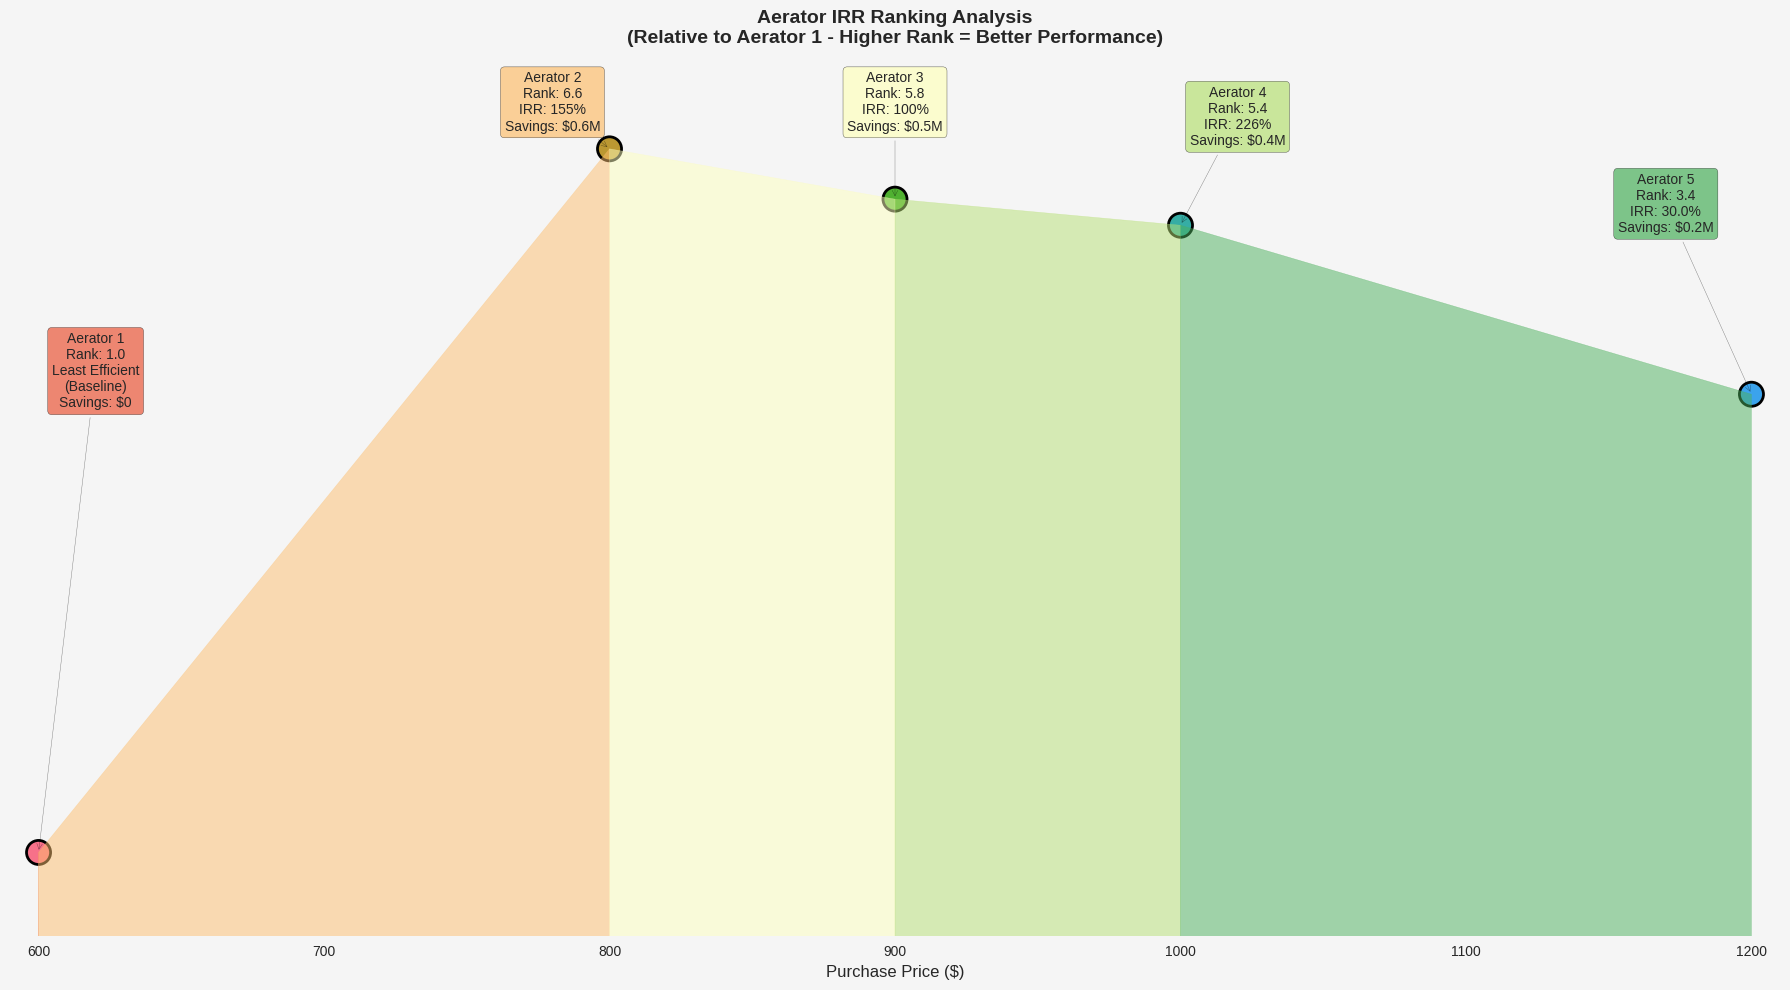 Aerator IRR Ranking Analysis
(Relative to Aerator 1 - Higher Rank = Better Performance)
Aerator 2
Rank: 6.6
IRR: 155%
Savings: $0.6M
Aerator 3
Rank: 5.8
IRR: 100%
Savings: $0.5M
Aerator 4
Rank: 5.4
IRR: 226%
Savings: $0.4M
Aerator 5
Rank: 3.4
IRR: 30.0%
Savings: $0.2M
Aerator 1
Rank: 1.0
Least Efficient
(Baseline)
Savings: $0
600 700 800 900 1000 1100 1200
Purchase Price ($)